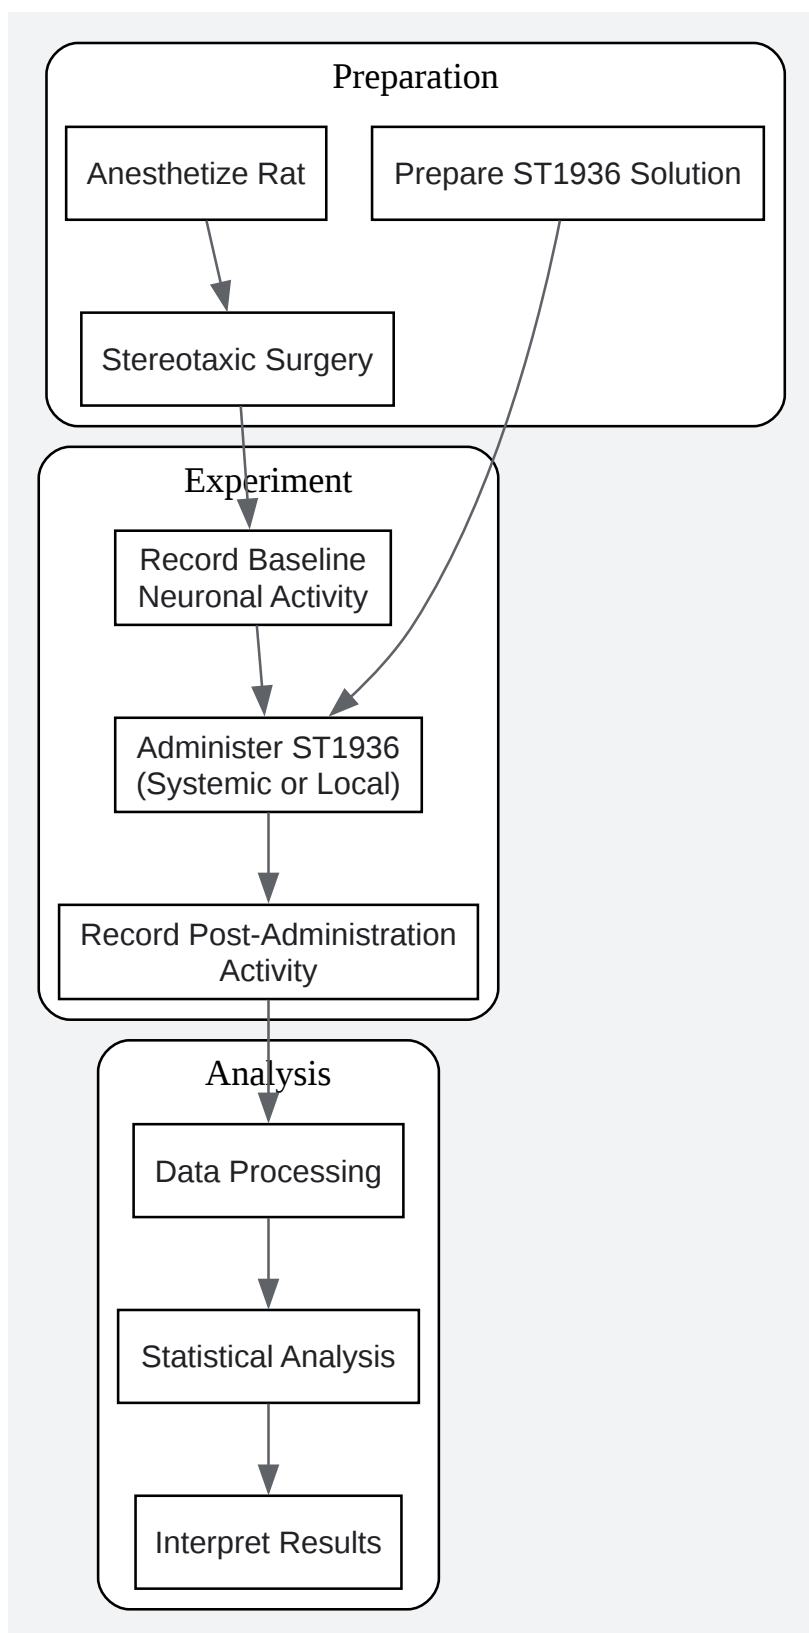 Preparation
Anesthetize Rat
Prepare ST1936 Solution
Stereotaxic Surgery
Experiment
Record Baseline
Neuronal Activity
Administer ST1936
(Systemic or Local)
Record Post-Administration
Activity
Analysis
Data Processing
Statistical Analysis
Interpret Results